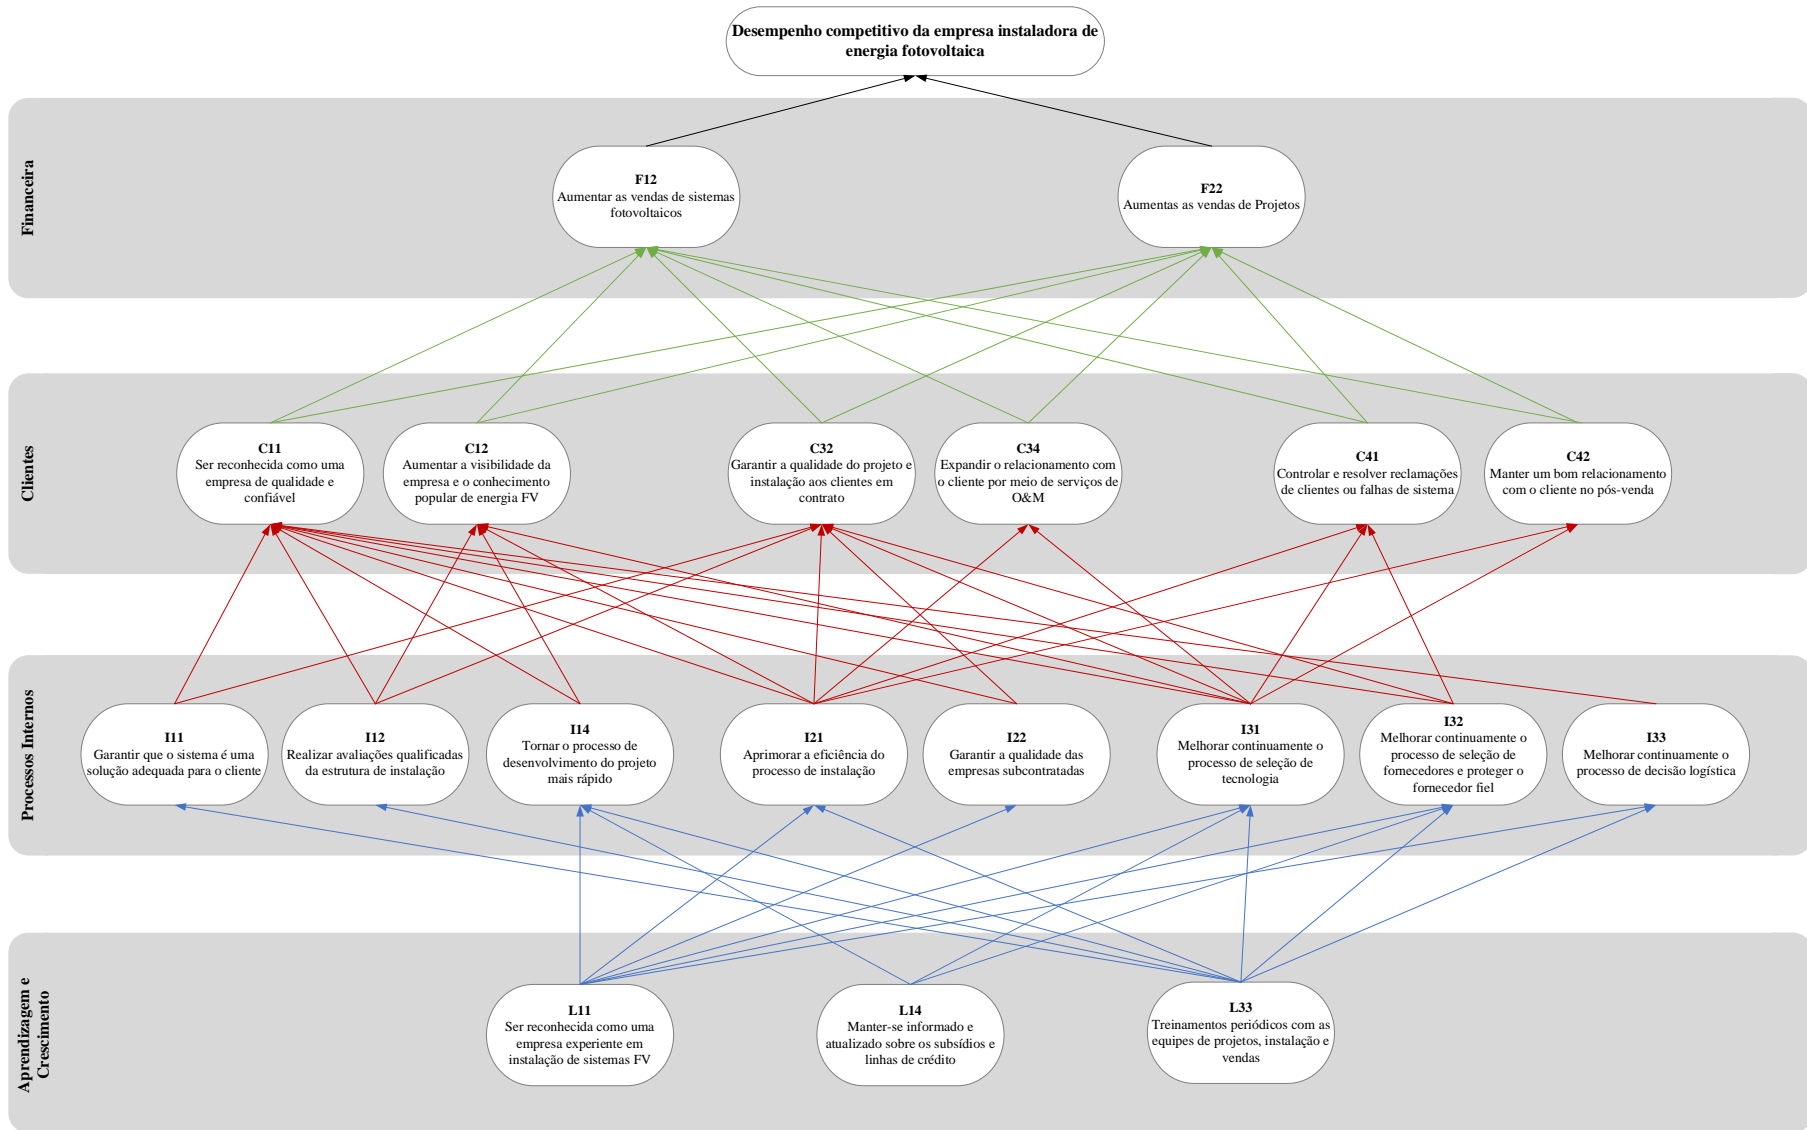 Desempenho competitivo da empresa instaladora de
energia fotovoltaica
Financeira
F12
Aumentar as vendas de sistemas
fotovoltaicos
F22
Aumentas as vendas de Projetos
Clientes
C11
Ser reconhecida como uma
empresa de qualidade e
confiável
C12
Aumentar a visibilidade da
empresa e o conhecimento
popular de energia FV
C32
Garantir a qualidade do projeto e
instalação aos clientes em
contrato
C34
Expandir o relacionamento com
o cliente por meio de serviços de
O&M
C41
Controlar e resolver reclamações
de clientes ou falhas de sistema
C42
Manter um bom relacionamento
com o cliente no pós-venda
Processos Internos
I11
Garantir que o sistema é uma
solução adequada para o cliente
I12
Realizar avaliações qualificadas
da estrutura de instalação
I14
Tornar o processo de
desenvolvimento do projeto
mais rápido
I21
Aprimorar a eficiência do
processo de instalação
I22
Garantir a qualidade das
empresas subcontratadas
I31
Melhorar continuamente o
processo de seleção de
tecnologia
I32
Melhorar continuamente o
processo de seleção de
fornecedores e proteger o
fornecedor fiel
I33
Melhorar continuamente o
processo de decisão logística
Aprendizagem e
Crescimento
L11
Ser reconhecida como uma
empresa experiente em
instalação de sistemas FV
L14
Manter-se informado e
atualizado sobre os subsídios e
linhas de crédito
L33
Treinamentos periódicos com as
equipes de projetos, instalação e
vendas